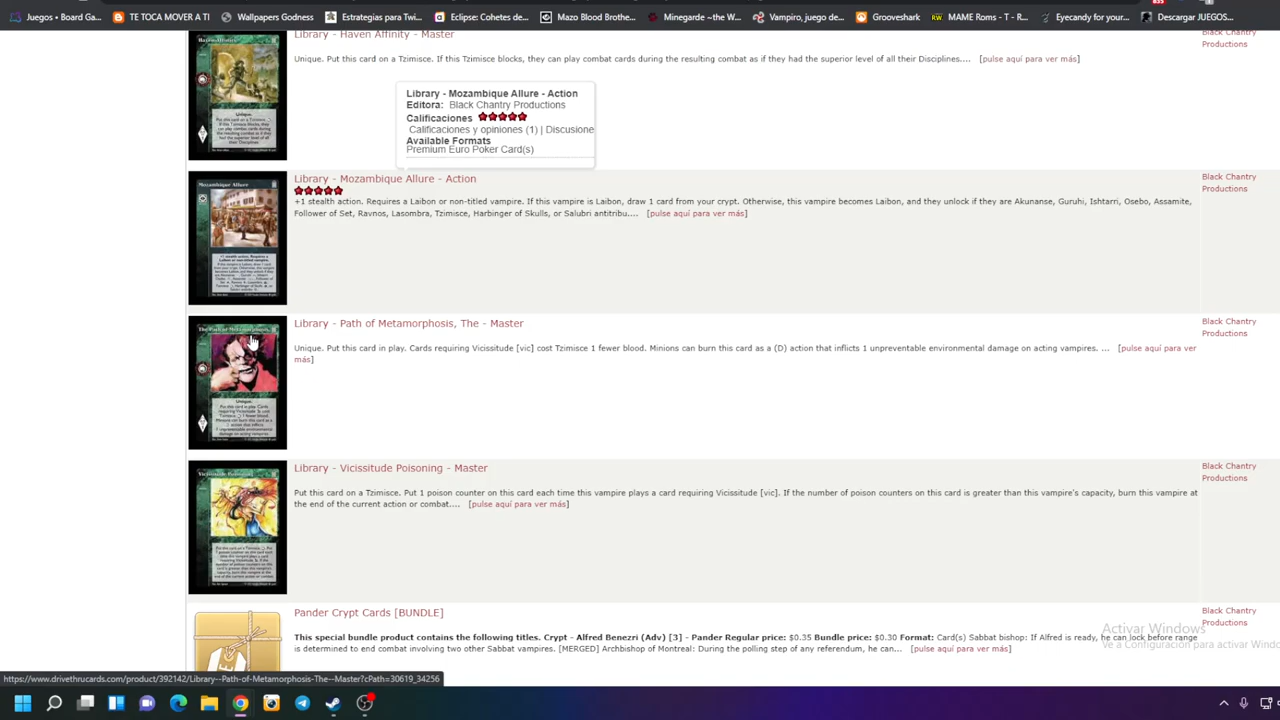 835
Juegos + Blog
TE TOCA MOVER A TI
Wallpapers Godness
Estrategias para Mt...
Eclipse: Cohetes de...
Mazo Blood Brothe...
Minegarde - the W...
Vampiro, juego de...
Grooveshark
MAME Roms - T - R...
Eyecandy for your...
Descargar JUEGOS...
Library - Haven Affinity - Master
Black Chantry
Productions
Unique. Put this card on a Tzimisce. If this Tzimisce blocks, they can play combat cards during the resulting combat as if they had the superior level of all their Disciplines.... [pulse aquí para ver más]
Library - Mozambique Allure - Action
Editora: Black Chantry Productions
Calificaciones
Calificaciones y opiniones (1) | Discusione
Available Formats
Premium Euro Poker Card(s)
Mozambique Allure
Library - Mozambique Allure - Action
Black Chantry
Productions
+1 stealth action. Requires a Laibon or non-titled vampire. If this vampire is Laibon, draw 1 card from your crypt. Otherwise, this vampire becomes Laibon, and they unlock if they are Akunanse, Guruhi, Ishtarri, Osebo, Assamite,
Follower of Set, Ravnos, Lasombra, Tzimisce, Harbinger of Skulls, or Salubri antitribu.... [pulse aquí para ver más]
The Path of Metamorphosis
Library - Path of Metamorphosis, The - Master
Black Chantry
Productions
Unique. Put this card in play. Cards requiring Vicissitude [vic] cost Tzimisce 1 fewer blood. Minions can burn this card as a (D) action that inflicts 1 unpreventable environmental damage on acting vampires. ... [pulse aquí para ver
más]
Vicissitude Poisoning
Library - Vicissitude Poisoning - Master
Black Chantry
Productions
Put this card on a Tzimisce. Put 1 poison counter on this card each time this vampire plays a card requiring Vicissitude [vic]. If the number of poison counters on this card is greater than this vampire's capacity, burn this vampire at
the end of the current action or combat.... [pulse aquí para ver más]
Pander Crypt Cards [BUNDLE]
Black Chantry
Productions
This special bundle product contains the following titles. Crypt - Alfred Benezri (Adv) [3] - Pander Regular price: $0.35 Bundle price: $0.30 Format: Card(s) Sabbat bishop: If Alfred is ready, he can lock before range
is determined to end combat involving two other Sabbat vampires. [MERGED] Archbishop of Montreal: During the polling step of any referendum, he can... [pulse aquí para ver más]
Activar Windows
Ve a Configuración para activar Windo
https://www.drivethrucards.com/product/392142/Library--Path-of-Metamorphosis-The--Master?cPath=30619_34256